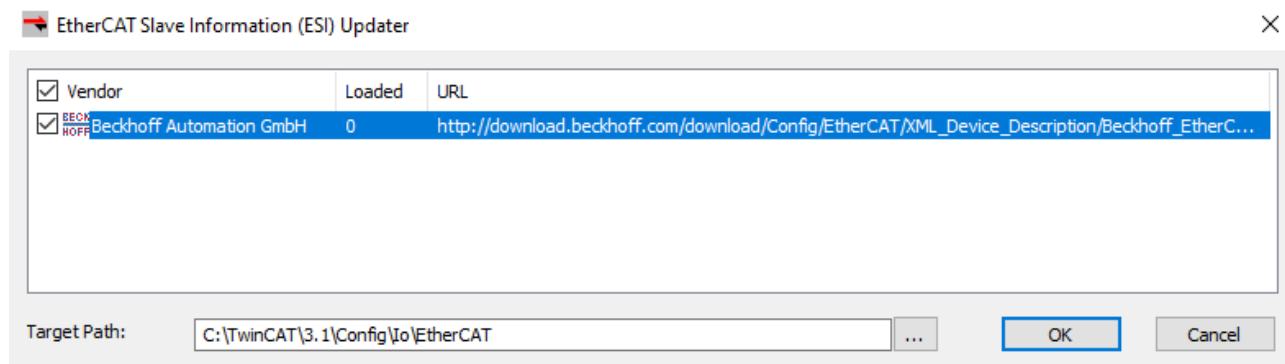 EtherCAT Slave Information (ESI) Updater
Vendor Loaded URL
BECKHOFF Beckhoff Automation GmbH 0 http://download.beckhoff.com/download/Config/EtherCAT/XML_Device_Description/Beckhoff_EtherC...
Target Path: C:\TwinCAT\3.1\Config\Io\EtherCAT ... OK Cancel